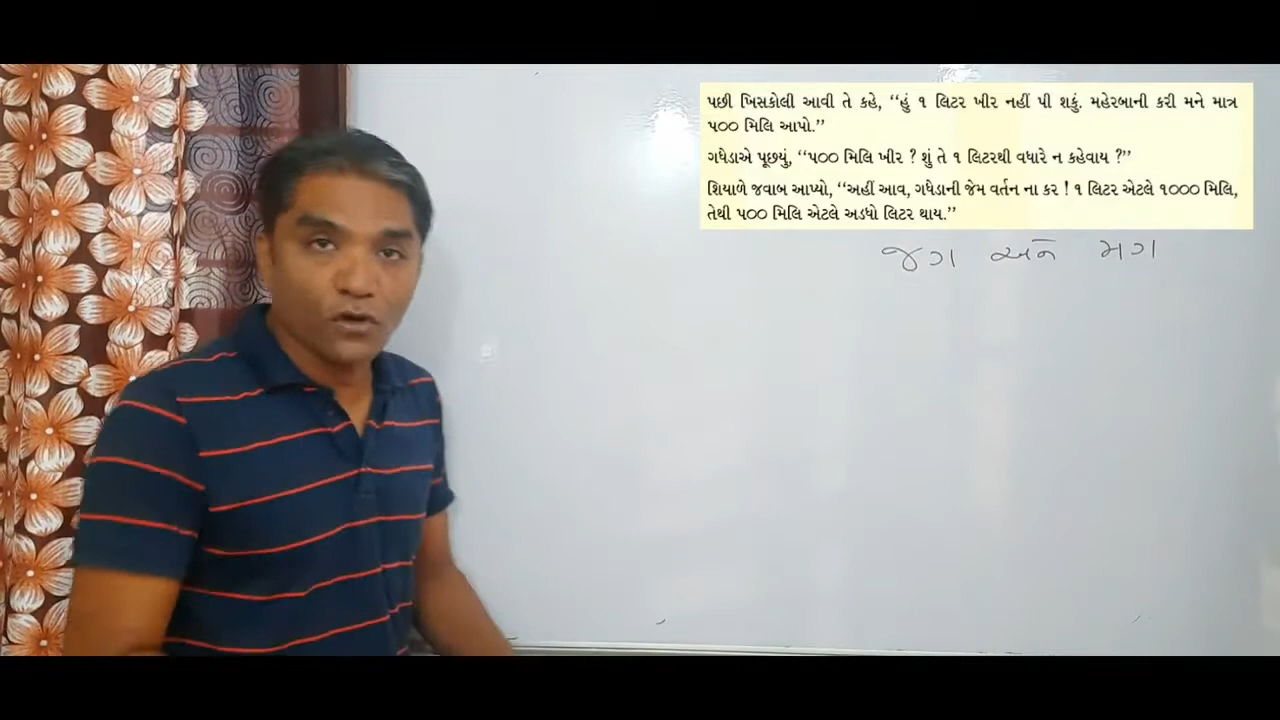 પછી ખિસકોલી આવી તે કહે, ‘‘હું ૧ લિટર ખીર નહીં પી શકું. મહેરબાની કરી મને માત્ર
૫૦૦ મિલિ આપો.’’
ગધેડાએ પૂછયું, ‘‘૫૦૦ મિલિ ખીર ? શું તે ૧ લિટરથી વધારે ન કહેવાય ?’’
શિયાળે જવાબ આપ્યો, ‘‘અહીં આવ, ગધેડાની જેમ વર્તન ના કર ! ૧ લિટર એટલે ૧૦૦૦ મિલિ,
તેથી ૫૦૦ મિલિ એટલે અડધો લિટર થાય.’’
જગ અને મગ